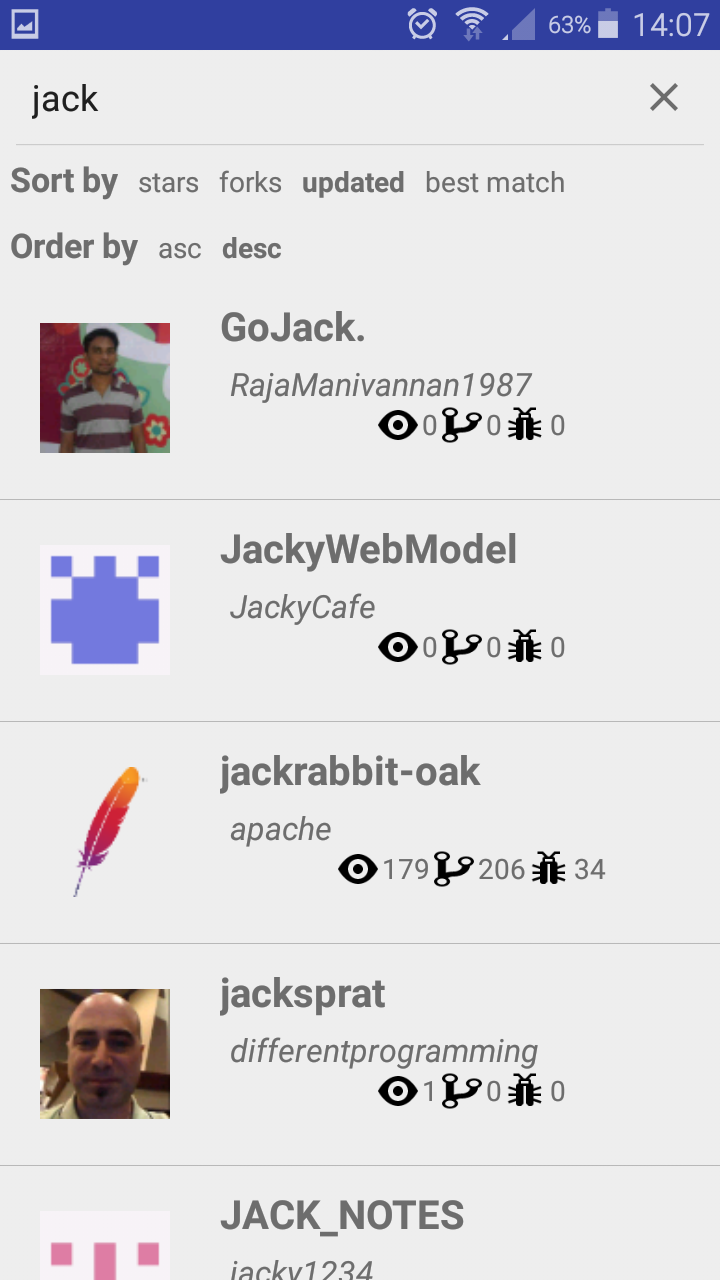 63% 14:07
jack
Sort by stars forks updated best match
Order by asc desc
GoJack.
RajaManivannan1987
0 0 0
JackyWebModel
JackyCafe
0 0 0
jackrabbit-oak
apache
179 206 34
jacksprat
differentprogramming
1 0 0
JACK_NOTES
jacky1234